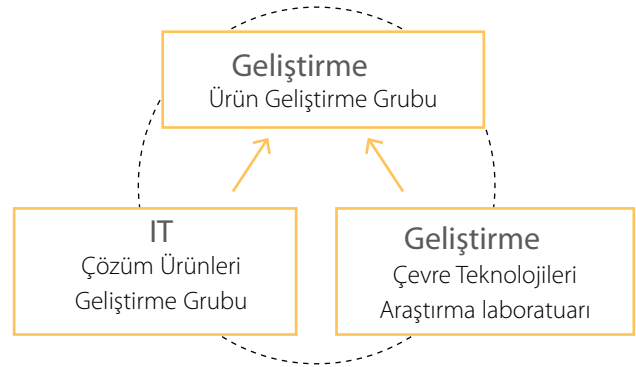 Geliştirme
Ürün Geliştirme Grubu
IT
Çözüm Ürünleri
Geliştirme Grubu
Geliştirme
Çevre Teknolojileri
Araştırma laboratuarı